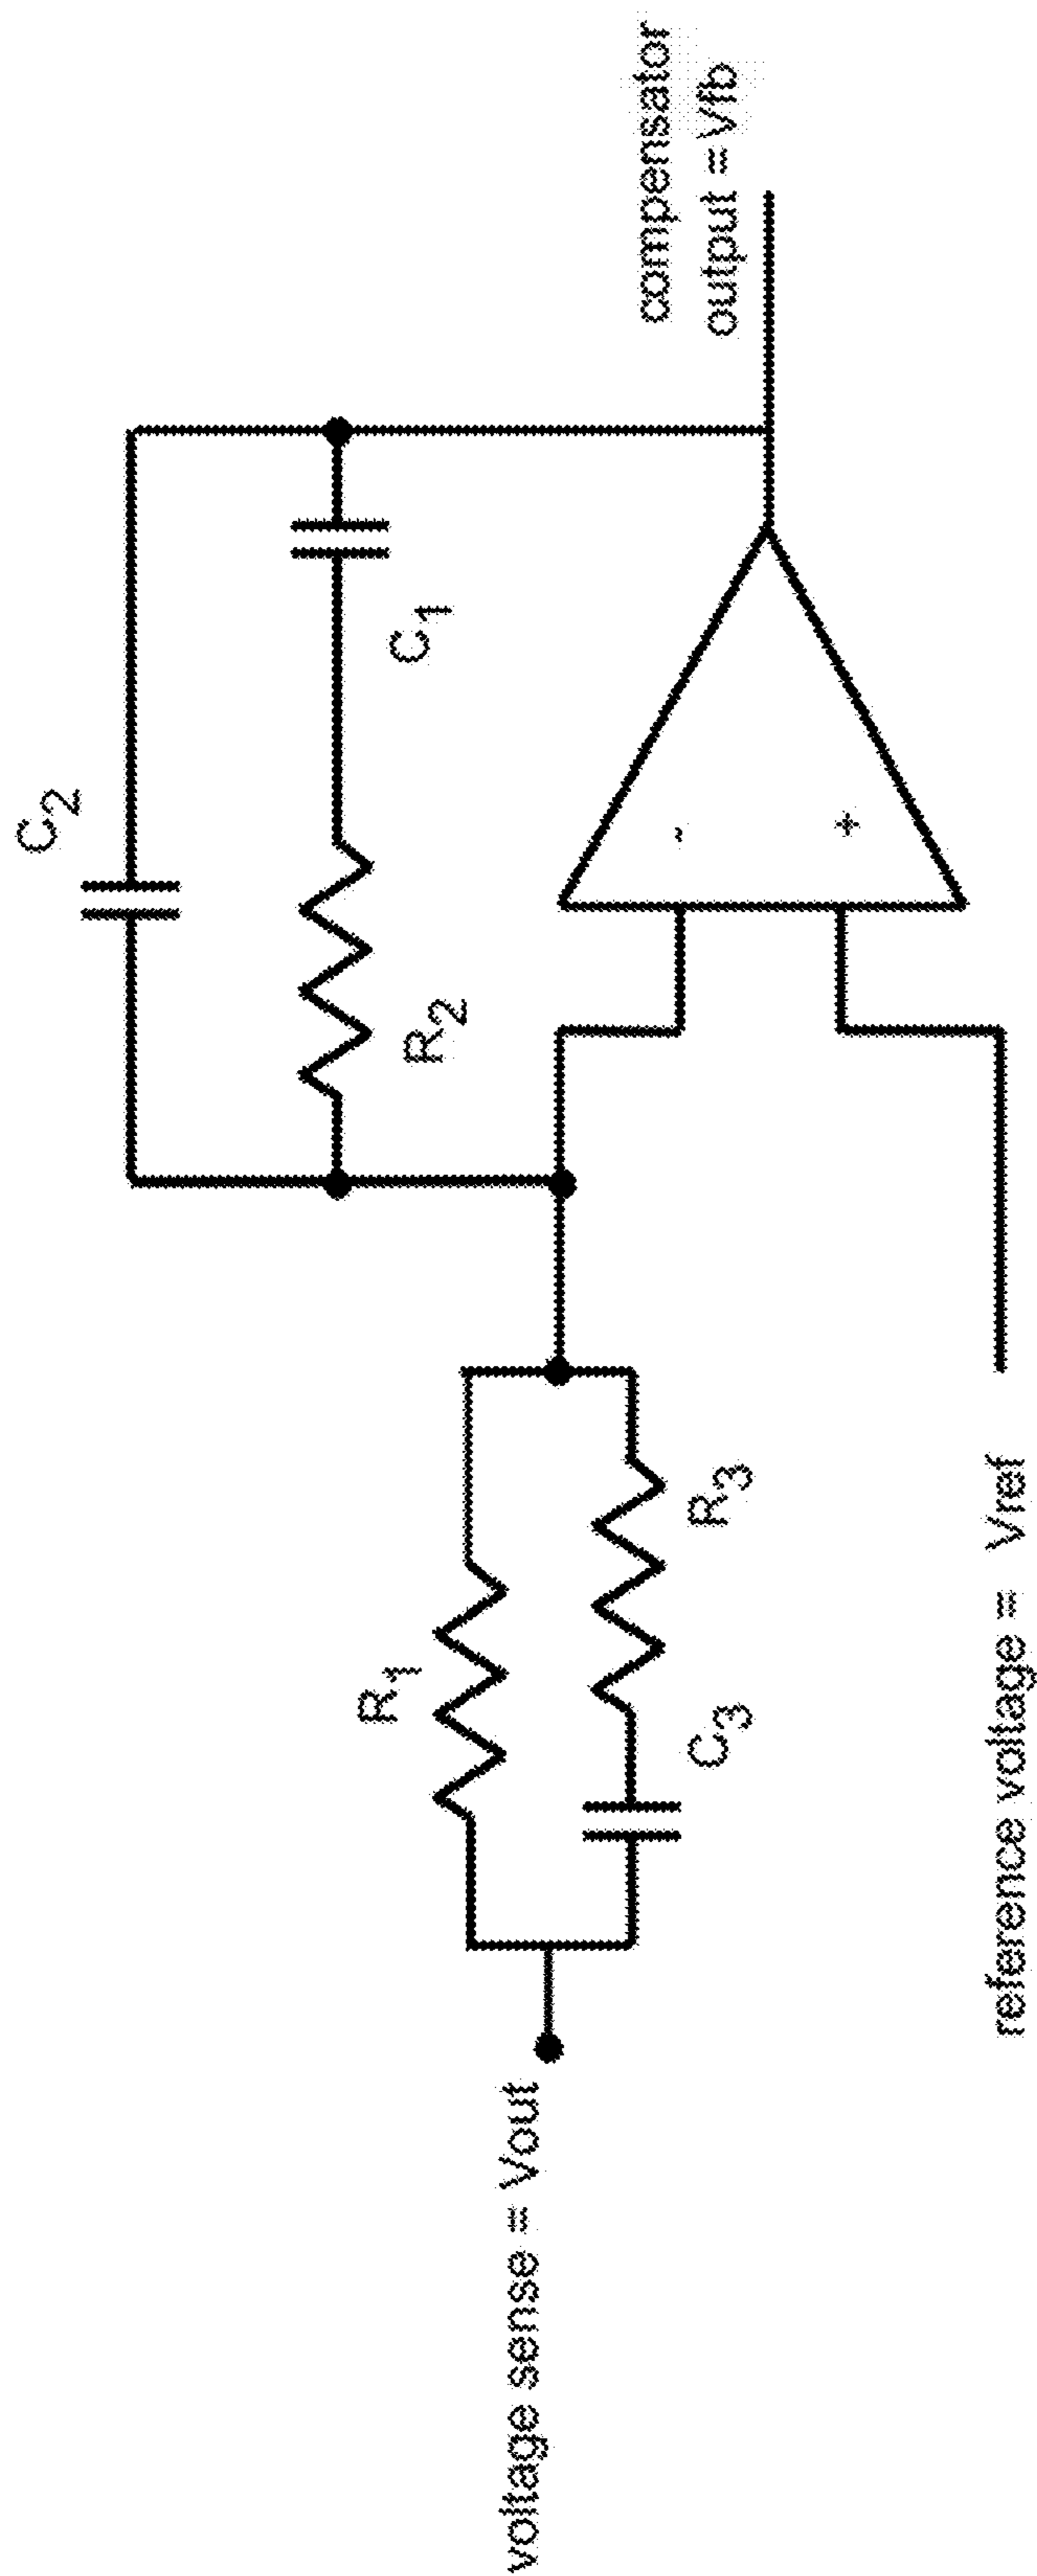 C2
C1
R2
compensator
output =Vfb
-
+
R1
C3
R3
voltage sense = Vout
reference voltage = Vref